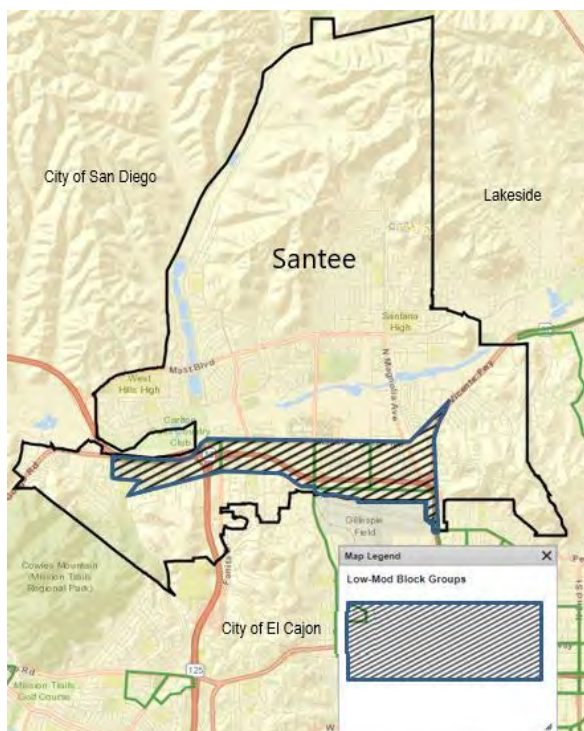 City of San Diego
Lakeside
Santee
Santana
High
Mast Blvd
N Magnolia Ave
West
Hills High
Carlton
Club
Gillespie
Field
Cowles Mountain
(Mission Trails
Regional Park)
City of El Cajon
125
Mission Trails
Golf Course
Map Legend
Low-Mod Block Groups